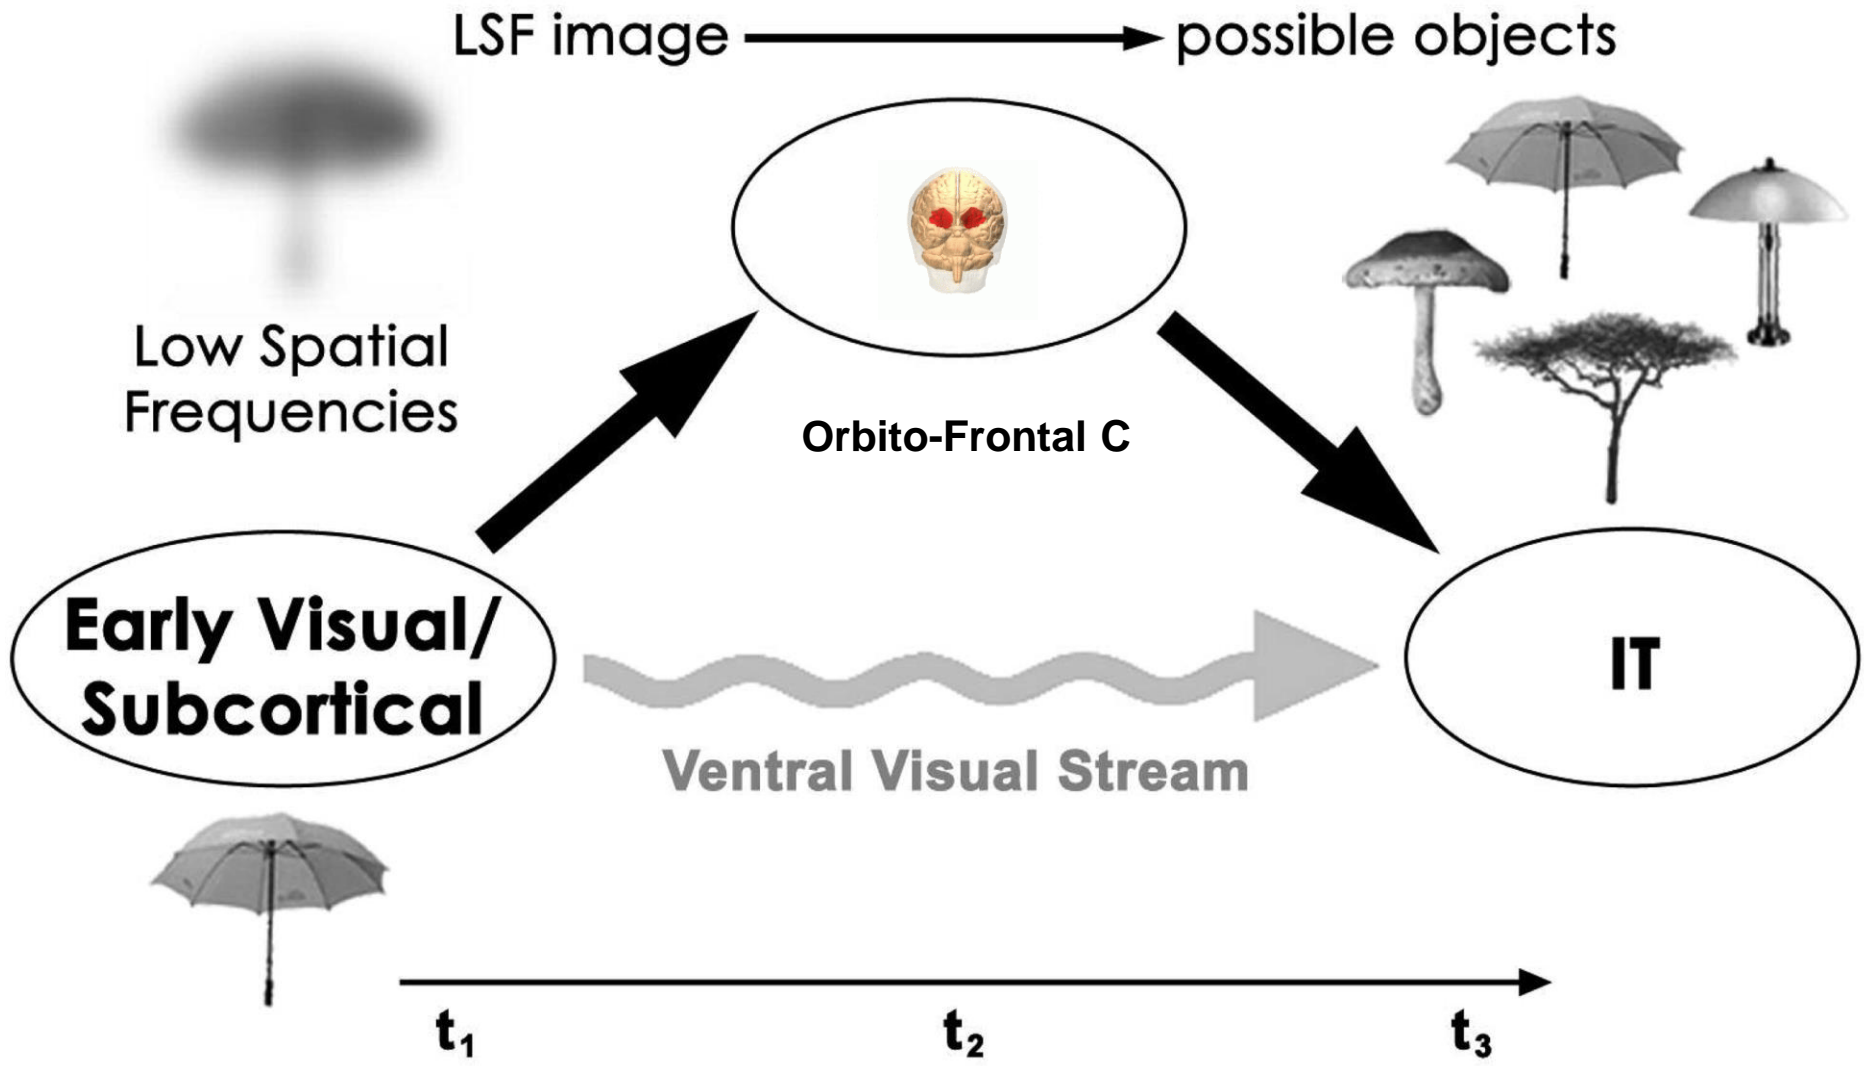 LSF image
possible objects
Low Spatial
Frequencies
Orbito-Frontal C
Early Visual/
Subcortical
IT
Ventral Visual Stream
t₁
t₂
t₃